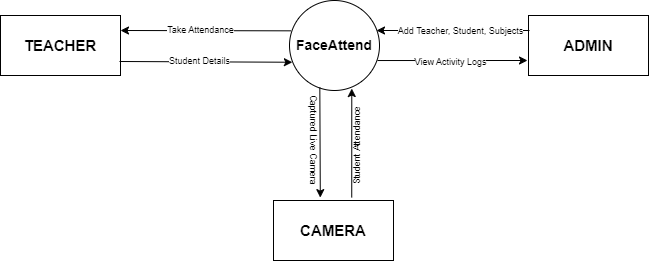 Take Attendance
TEACHER
Student Details
FaceAttend
Add Teacher, Student, Subjects
ADMIN
View Activity Logs
Captured Live Camera
Student Attendance
CAMERA